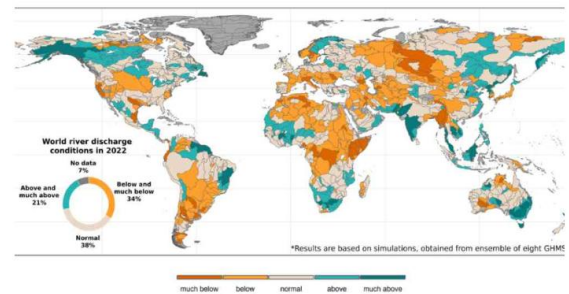 World river discharge
conditions in 2022
No data
7%
Above and
much above
21%
Below and
much below
34%
Normal
38%
*Results are based on simulations, obtained from ensemble of eight GHMS
much below
below
normal
above
much above